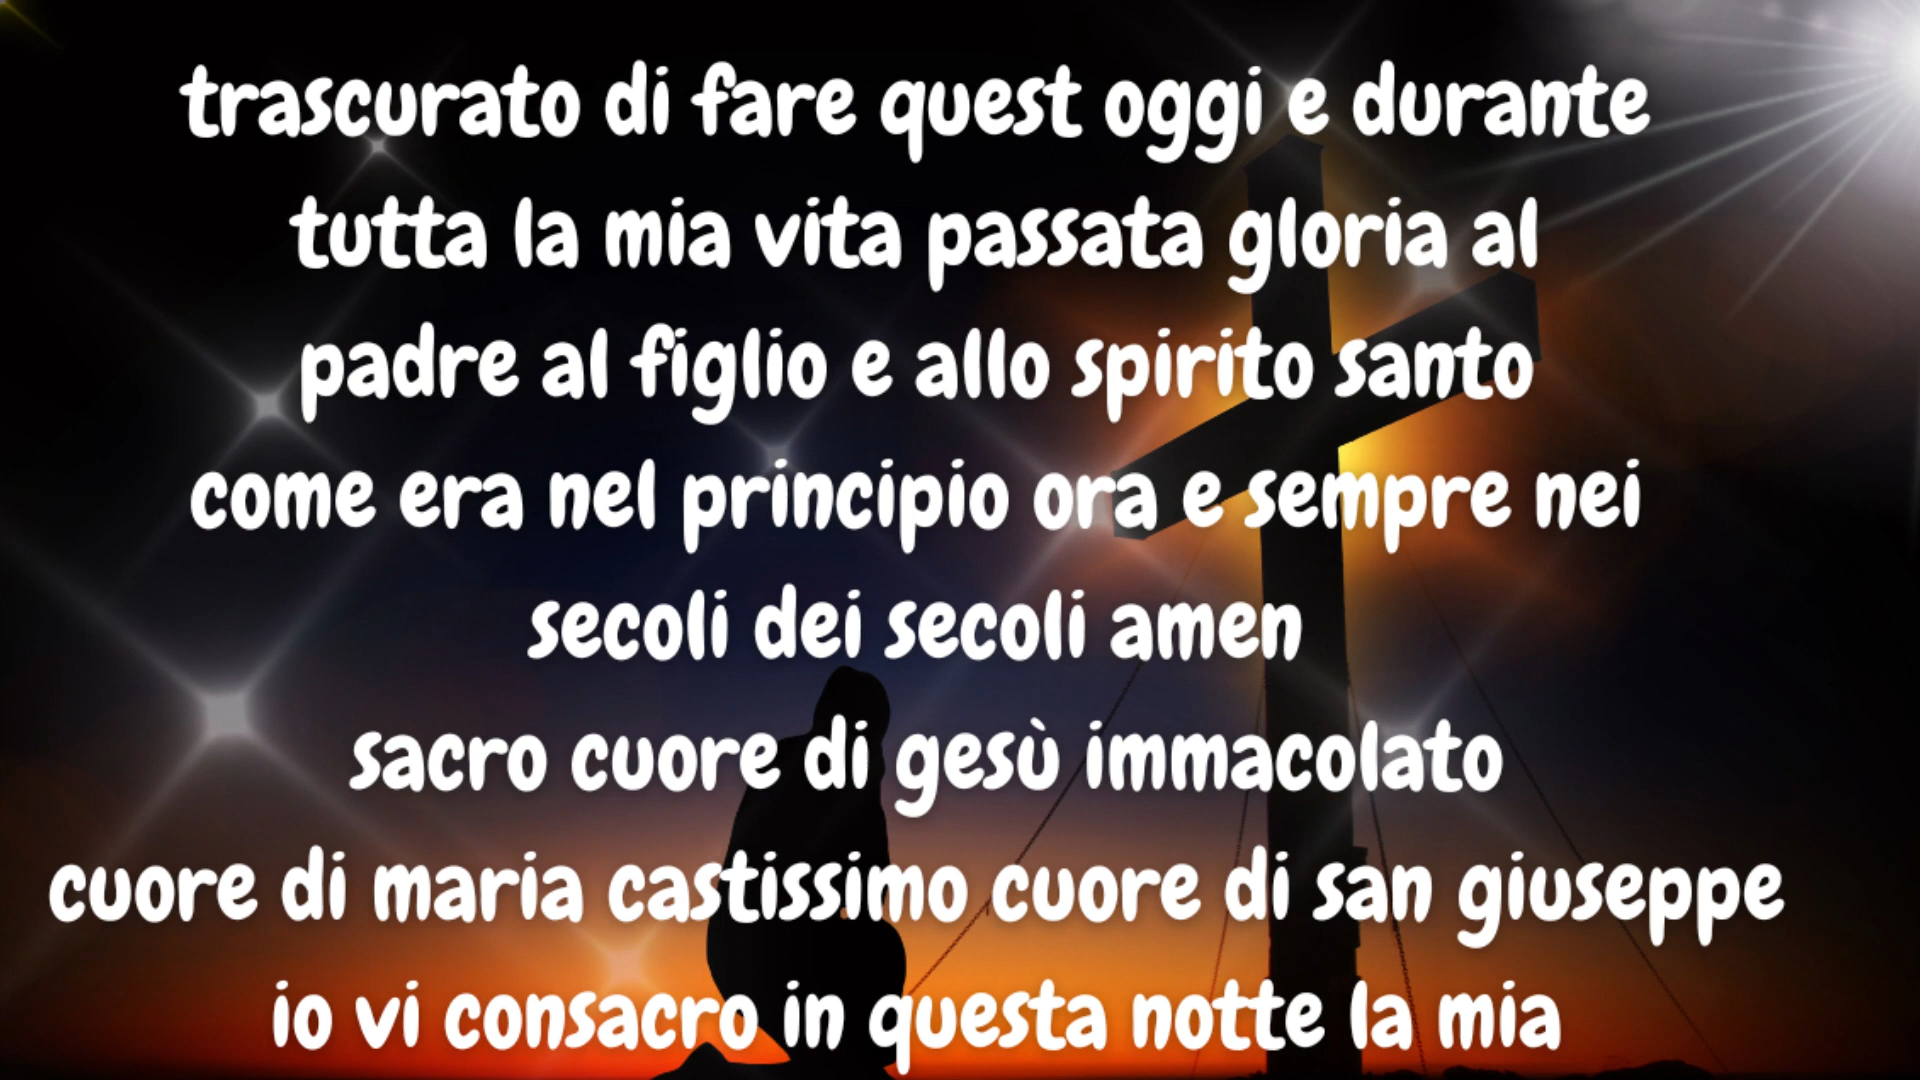 trascurato di fare quest oggi e durante
tutta la mia vita passata gloria al
padre al figlio e allo spirito santo
come era nel principio ora e sempre nei
secoli dei secoli amen
sacro cuore di gesù immacolato
cuore di maria castissimo cuore di san giuseppe
io vi consacro in questa notte la mia